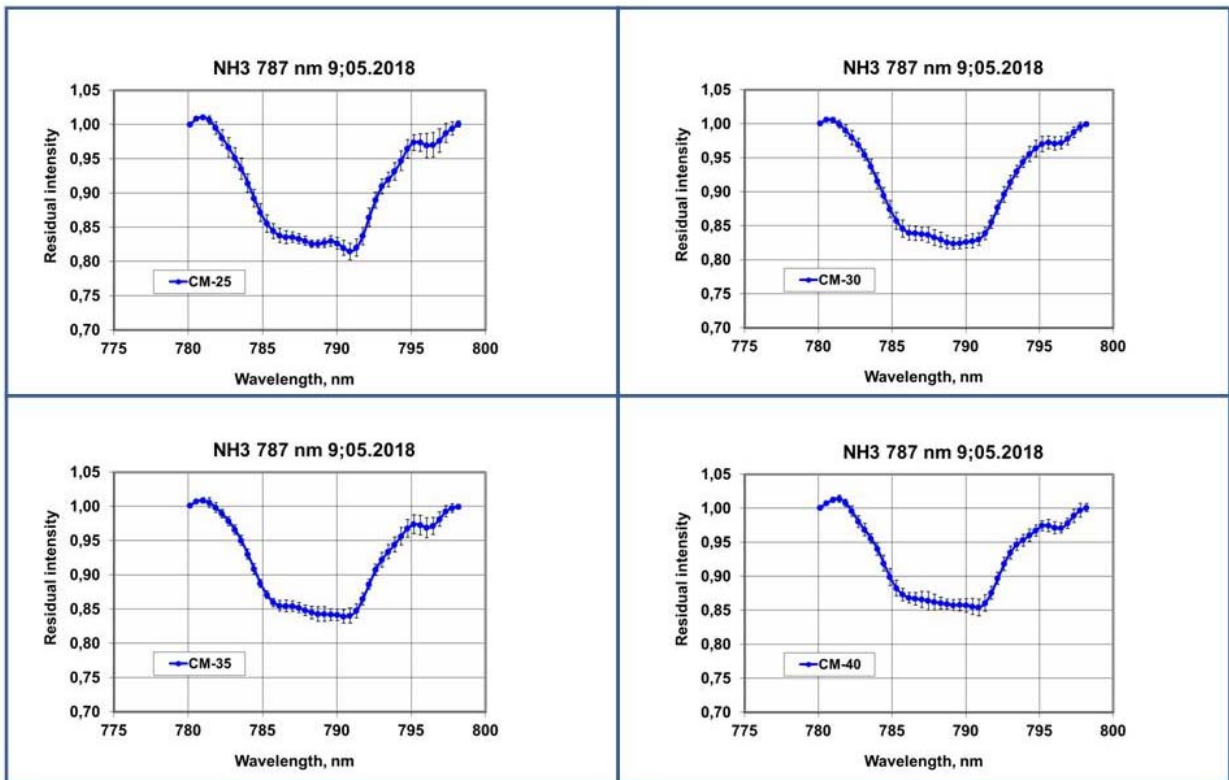 NH3 787 nm 9;05.2018
Residual intensity
1,05
1,00
0,95
0,90
0,85
0,80
0,75
0,70
CM-25
775 780 785 790 795 800
Wavelength, nm
NH3 787 nm 9;05.2018
Residual intensity
1,05
1,00
0,95
0,90
0,85
0,80
0,75
0,70
CM-30
775 780 785 790 795 800
Wavelength, nm
NH3 787 nm 9;05.2018
Residual intensity
1,05
1,00
0,95
0,90
0,85
0,80
0,75
0,70
CM-35
775 780 785 790 795 800
Wavelength, nm
NH3 787 nm 9;05.2018
Residual intensity
1,05
1,00
0,95
0,90
0,85
0,80
0,75
0,70
CM-40
775 780 785 790 795 800
Wavelength, nm